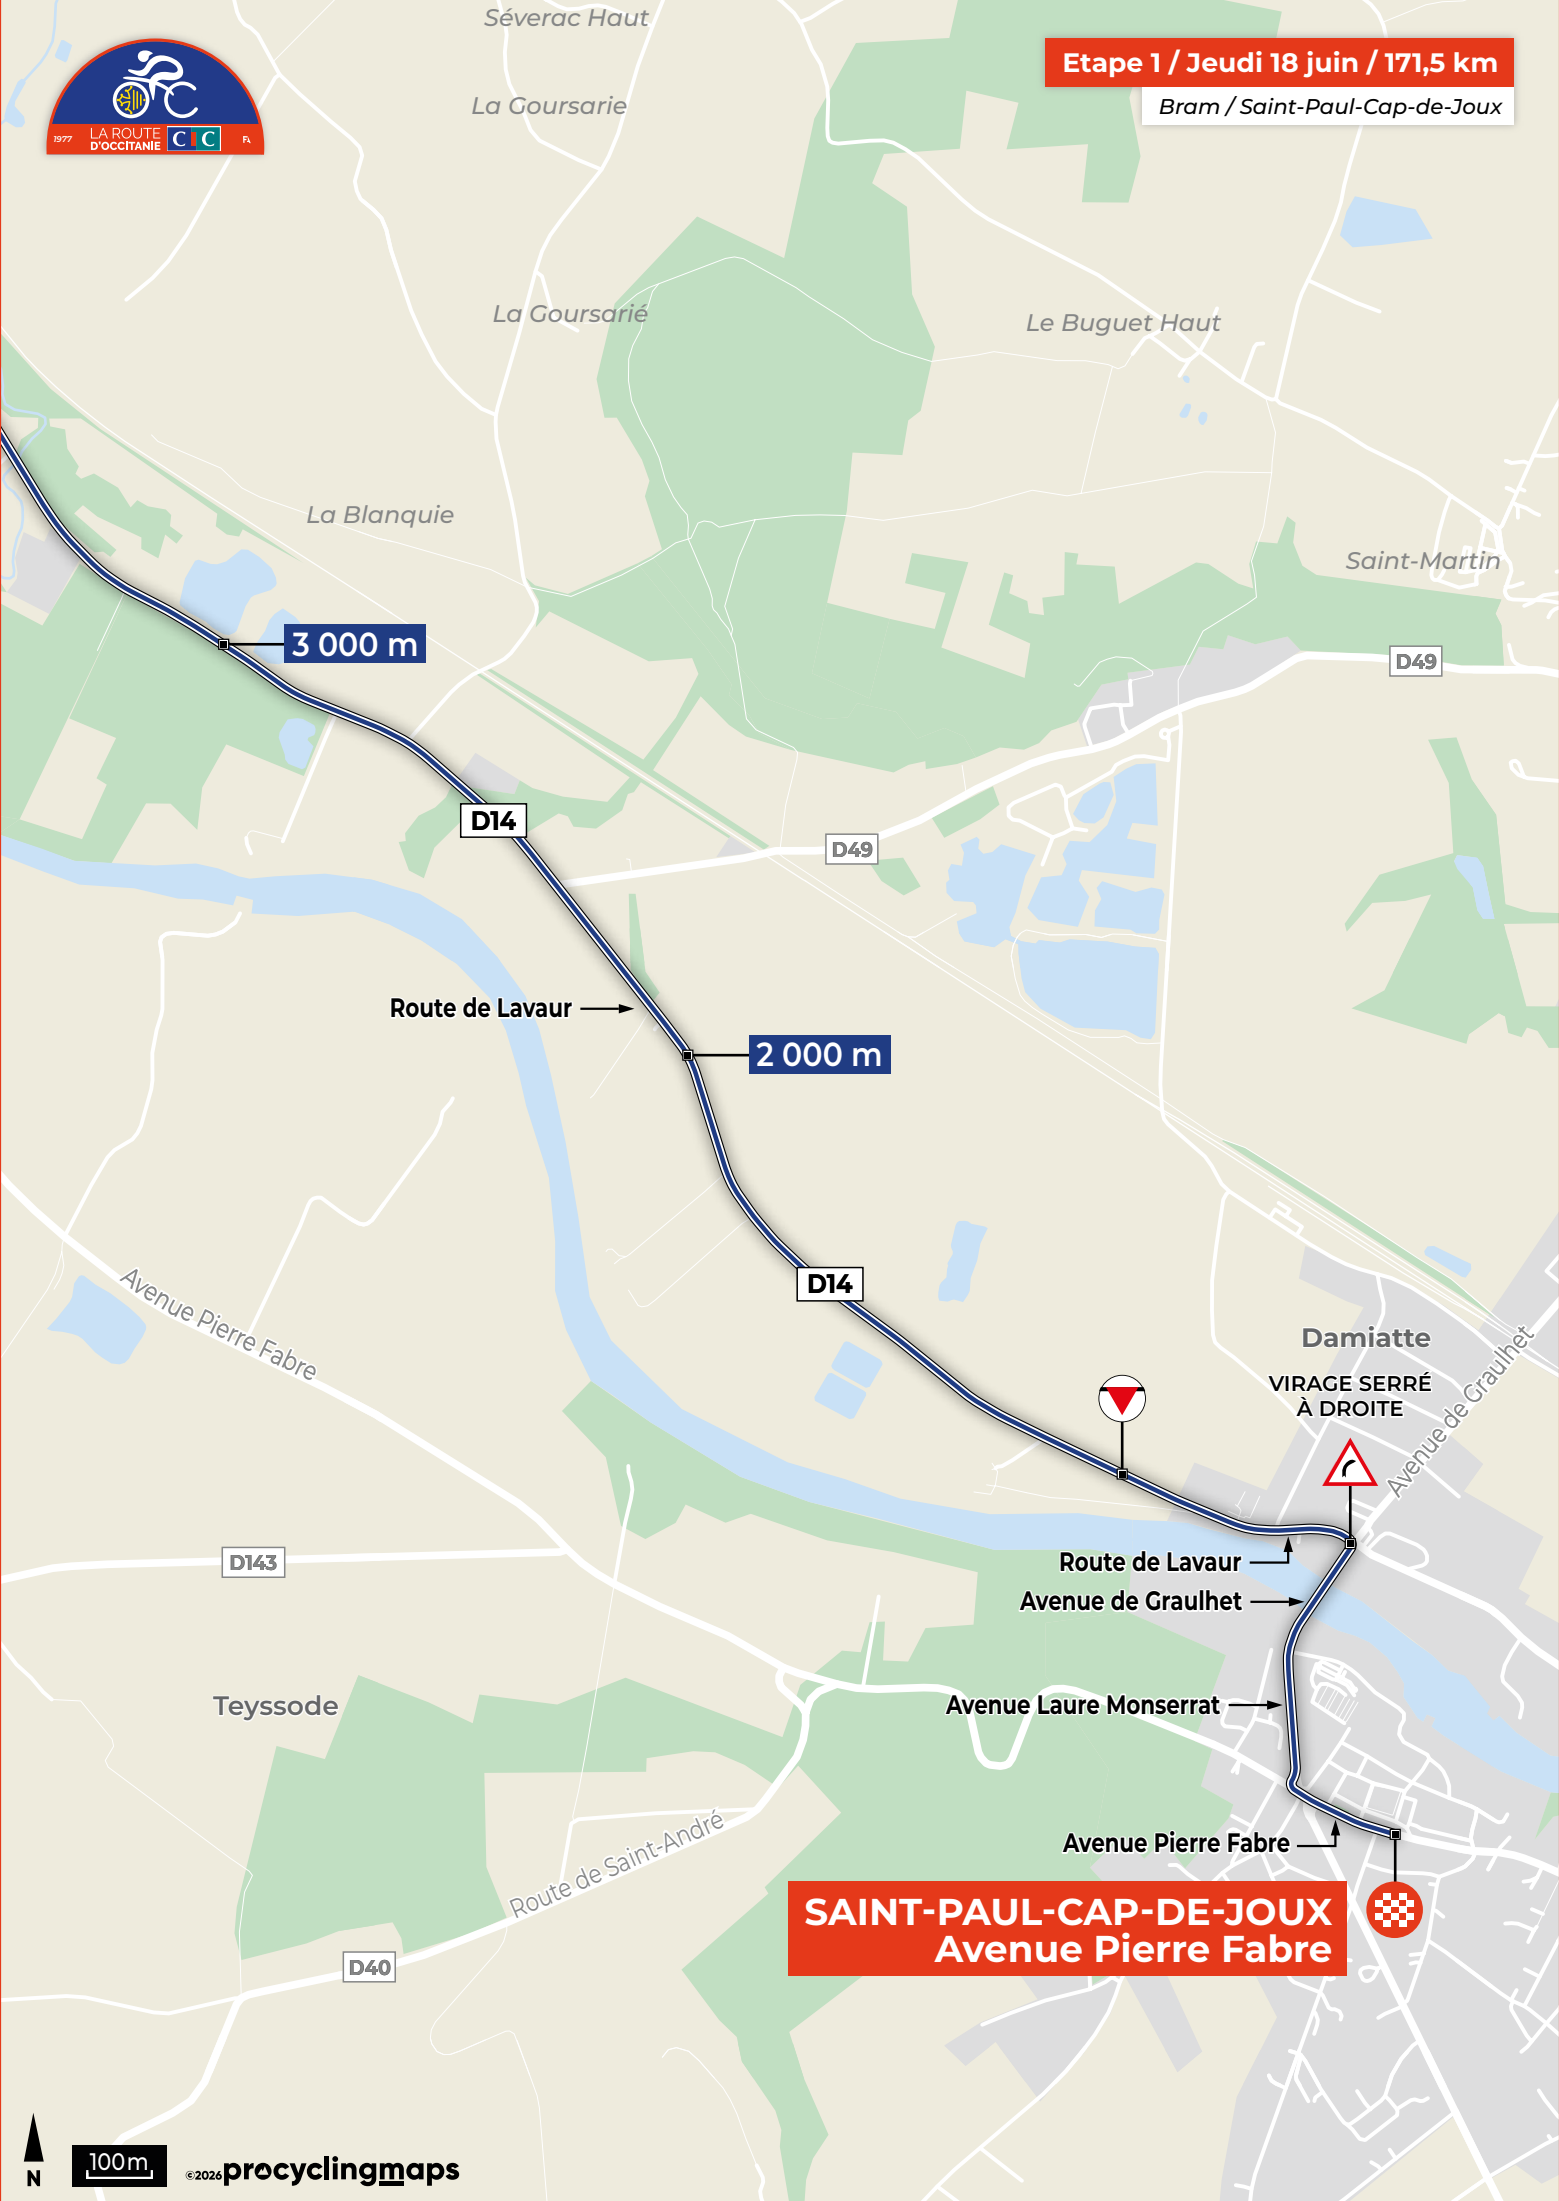 Séverac Haut
Etape 1 / Jeudi 18 juin / 171,5 km
Bram / Saint-Paul-Cap-de-Joux
La Goursarie
1977
LA ROUTE
D'OCCITANIE
CIC
La Goursarié
Le Buguet Haut
La Blanquie
Saint-Martin
3 000 m
D49
D14
D49
Route de Lavaur
2 000 m
Avenue Pierre Fabre
D14
Damiatte
Avenue de Graulhet
VIRAGE SERRÉ
À DROITE
D143
Route de Lavaur
Avenue de Graulhet
Teyssode
Avenue Laure Monserrat
Route de Saint-André
Avenue Pierre Fabre
SAINT-PAUL-CAP-DE-JOUX
Avenue Pierre Fabre
D40
N
100m
©2026 procyclingmaps